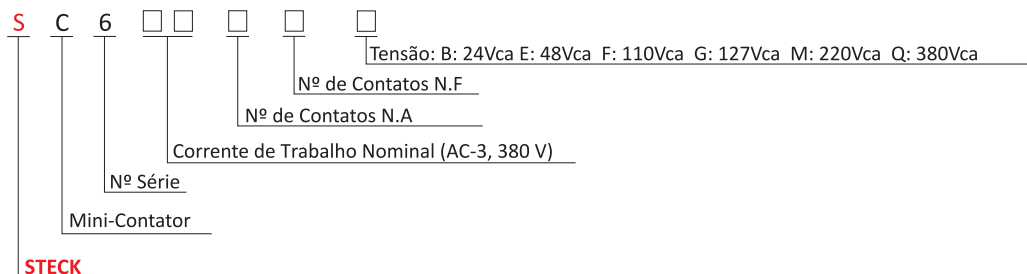 S C 6 □ □ □ □ □
Tensão: B: 24Vca E: 48Vca F: 110Vca G: 127Vca M: 220Vca Q: 380Vca
Nº de Contatos N.F
Nº de Contatos N.A
Corrente de Trabalho Nominal (AC-3, 380 V)
Nº Série
Mini-Contator
STECK